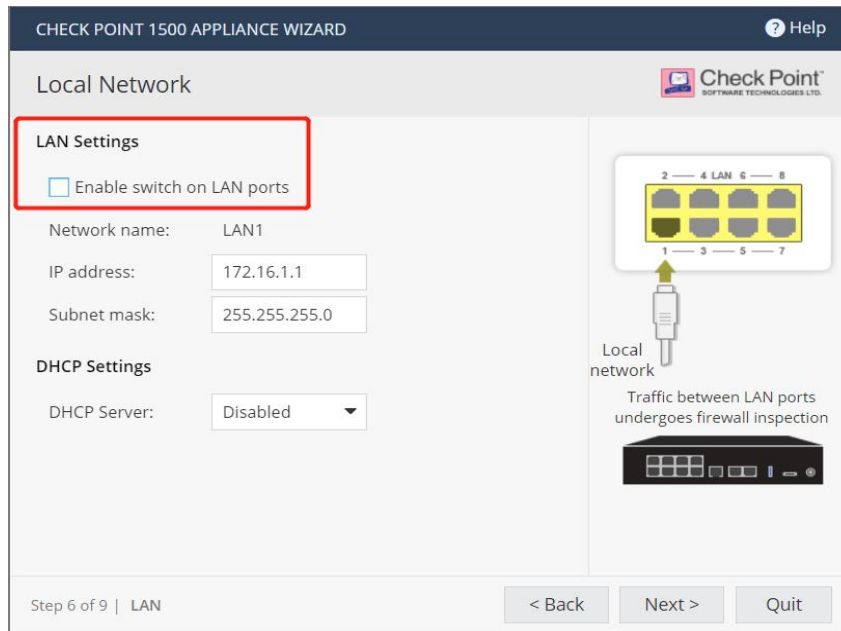 CHECK POINT 1500 APPLIANCE WIZARD
? Help
Local Network
Check Point
SOFTWARE TECHNOLOGIES LTD.
LAN Settings
Enable switch on LAN ports
Network name: LAN1
IP address: 172.16.1.1
Subnet mask: 255.255.255.0
DHCP Settings
DHCP Server: Disabled
2 4 LAN 6 8
1 3 5 7
Local
network
Traffic between LAN ports
undergoes firewall inspection
Step 6 of 9 | LAN
< Back
Next >
Quit